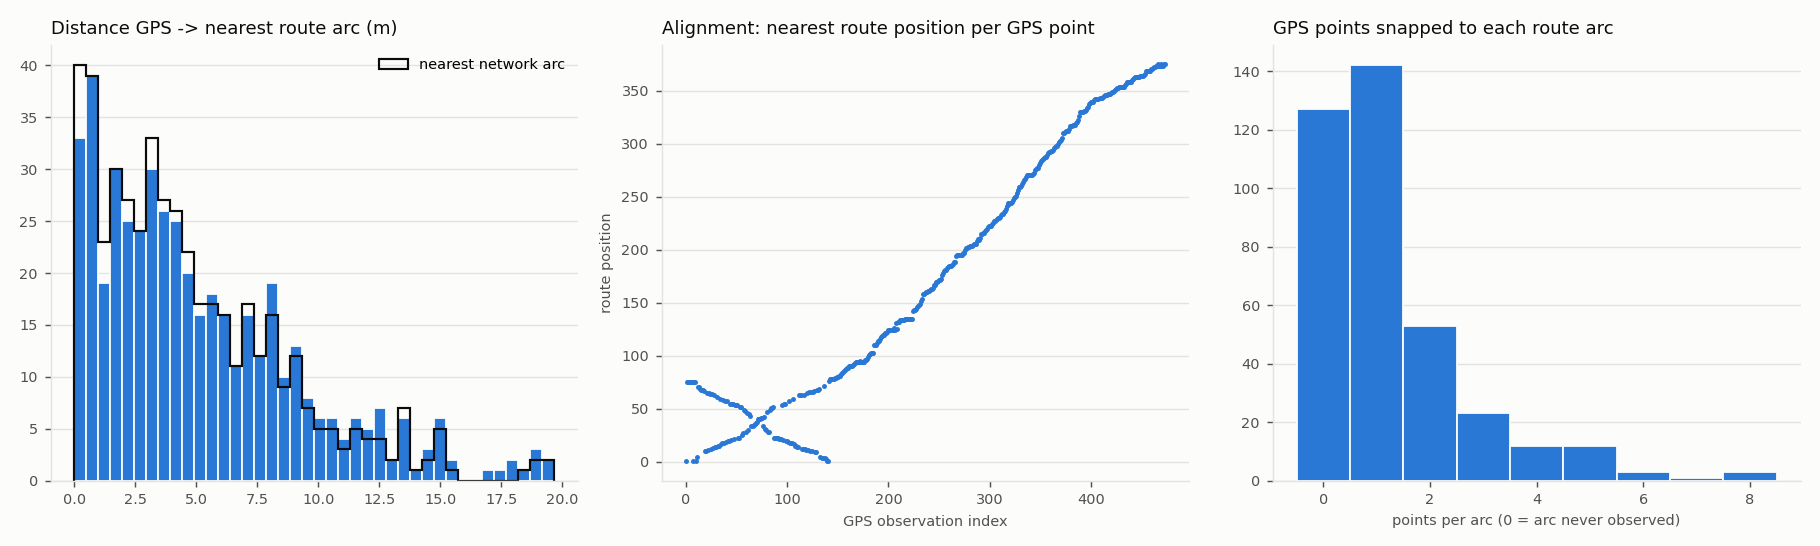 Distance GPS -> nearest route arc (m)
nearest network arc
40
35
30
25
20
15
10
5
0
0.0 2.5 5.0 7.5 10.0 12.5 15.0 17.5 20.0
Alignment: nearest route position per GPS point
route position
350
300
250
200
150
100
50
0
0 100 200 300 400
GPS observation index
GPS points snapped to each route arc
140
120
100
80
60
40
20
0
0 2 4 6 8
points per arc (0 = arc never observed)